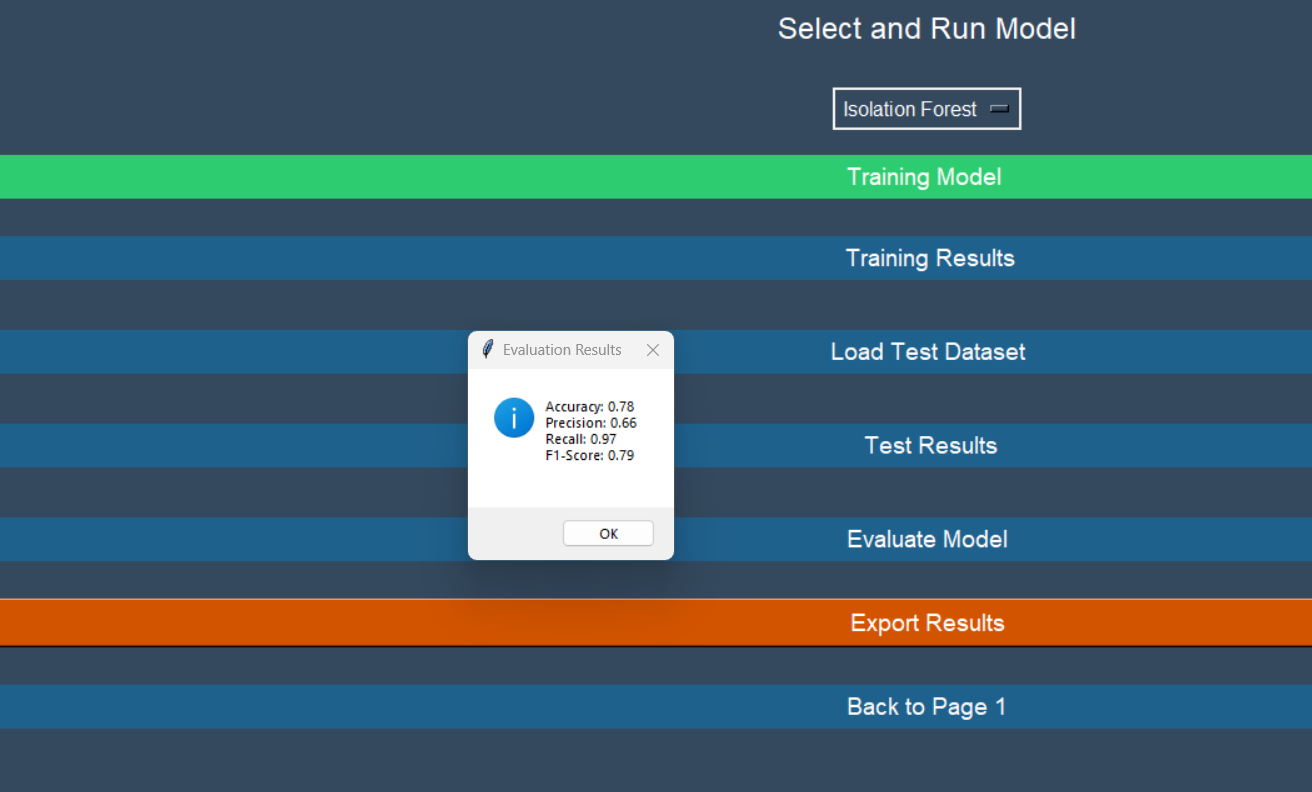 Select and Run Model
Isolation Forest
Training Model
Training Results
Load Test Dataset
Evaluation Results
Accuracy: 0.78
Precision: 0.66
Recall: 0.97
F1-Score: 0.79
OK
Test Results
Evaluate Model
Export Results
Back to Page 1